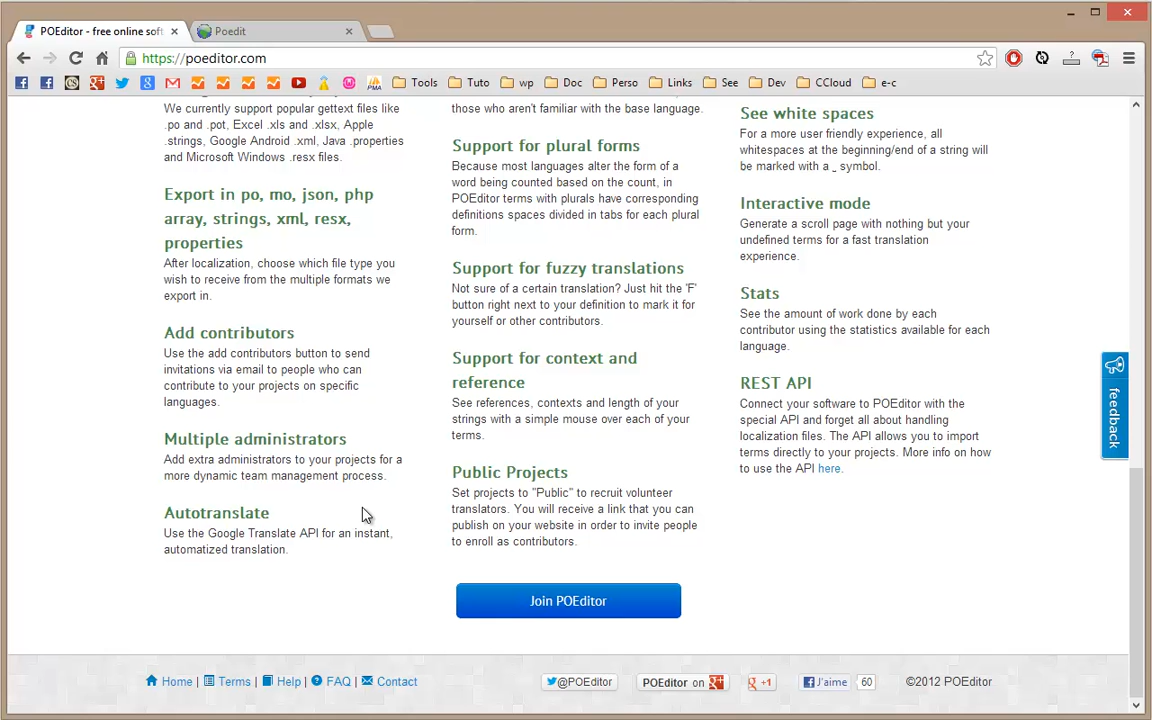 POEditor - free online soft
Poedit
https://poeditor.com
Tools
Tuto
wp
Doc
Perso
Links
See
Dev
CCloud
e-c
We currently support popular gettext files like
.po and .pot, Excel .xls and .xlsx, Apple
.strings, Google Android .xml, Java .properties
and Microsoft Windows .resx files.
Export in po, mo, json, php
array, strings, xml, resx,
properties
After localization, choose which file type you
wish to receive from the multiple formats we
export in.
Add contributors
Use the add contributors button to send
invitations via email to people who can
contribute to your projects on specific
languages.
Multiple administrators
Add extra administrators to your projects for a
more dynamic team management process.
Autotranslate
Use the Google Translate API for an instant,
automatized translation.
those who aren't familiar with the base language.
Support for plural forms
Because most languages alter the form of a
word being counted based on the count, in
POEditor terms with plurals have corresponding
definitions spaces divided in tabs for each plural
form.
Support for fuzzy translations
Not sure of a certain translation? Just hit the 'F'
button right next to your definition to mark it for
yourself or other contributors.
Support for context and
reference
See references, contexts and length of your
strings with a simple mouse over each of your
terms.
Public Projects
Set projects to "Public" to recruit volunteer
translators. You will receive a link that you can
publish on your website in order to invite people
to enroll as contributors.
See white spaces
For a more user friendly experience, all
whitespaces at the beginning/end of a string will
be marked with a _ symbol.
Interactive mode
Generate a scroll page with nothing but your
undefined terms for a fast translation
experience.
Stats
See the amount of work done by each
contributor using the statistics available for each
language.
REST API
Connect your software to POEditor with the
special API and forget all about handling
localization files. The API allows you to import
terms directly to your projects. More info on how
to use the API here.
feedback
Join POEditor
Home | Terms | Help | FAQ | Contact
@POEditor
POEditor on
+1
J'aime
60
©2012 POEditor